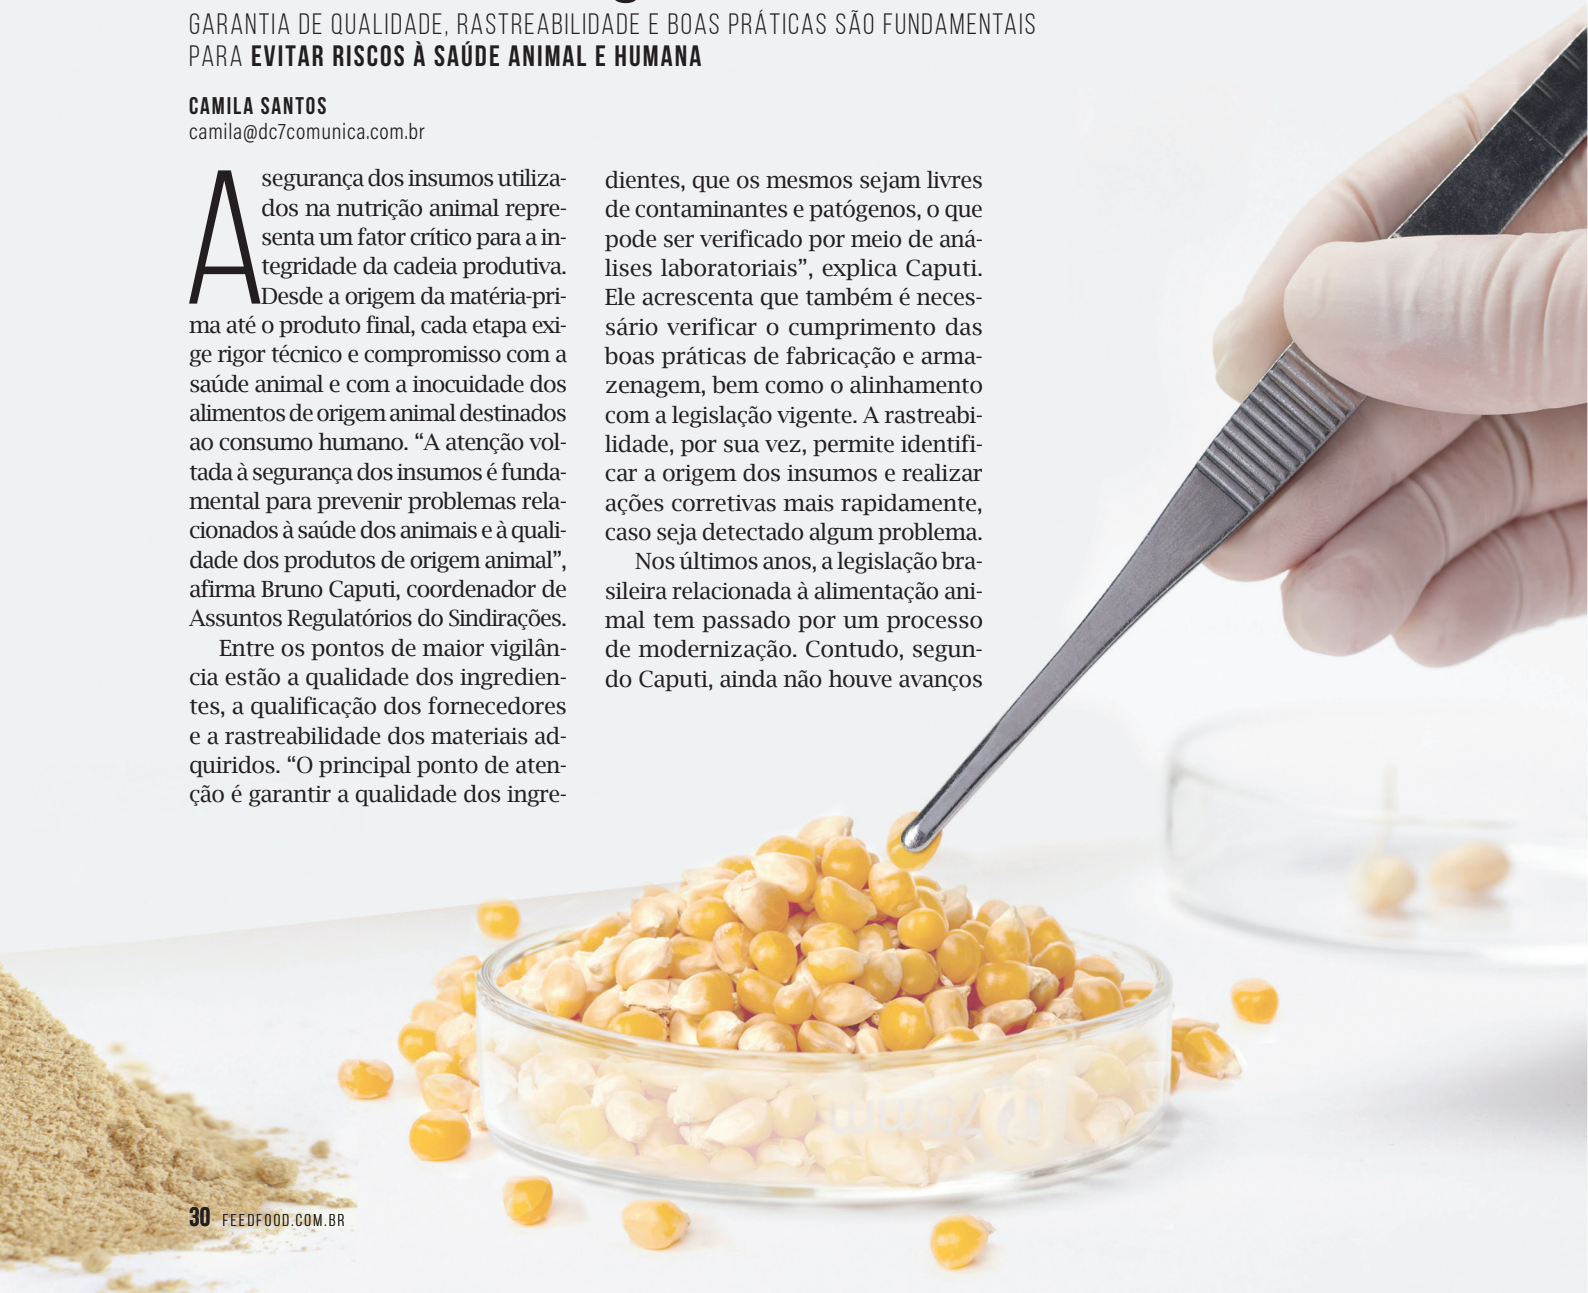 GARANTIA DE QUALIDADE, RASTREABILIDADE E BOAS PRÁTICAS SÃO FUNDAMENTAIS
PARA EVITAR RISCOS À SAÚDE ANIMAL E HUMANA
CAMILA SANTOS
camila@dc7comunica.com.br
A segurança dos insumos utiliza-
dos na nutrição animal repre-
senta um fator crítico para a in-
tegridade da cadeia produtiva.
Desde a origem da matéria-pri-
ma até o produto final, cada etapa exi-
ge rigor técnico e compromisso com a
saúde animal e com a inocuidade dos
alimentos de origem animal destinados
ao consumo humano. “A atenção vol-
tada à segurança dos insumos é funda-
mental para prevenir problemas rela-
cionados à saúde dos animais e à quali-
dade dos produtos de origem animal”,
afirma Bruno Caputi, coordenador de
Assuntos Regulatórios do Sindirações.
Entre os pontos de maior vigilân-
cia estão a qualidade dos ingredien-
tes, a qualificação dos fornecedores
e a rastreabilidade dos materiais ad-
quiridos. “O principal ponto de aten-
ção é garantir a qualidade dos ingre-
dientes, que os mesmos sejam livres
de contaminantes e patógenos, o que
pode ser verificado por meio de aná-
lises laboratoriais”, explica Caputi.
Ele acrescenta que também é neces-
sário verificar o cumprimento das
boas práticas de fabricação e arma-
zenagem, bem como o alinhamento
com a legislação vigente. A rastreabi-
lidade, por sua vez, permite identifi-
car a origem dos insumos e realizar
ações corretivas mais rapidamente,
caso seja detectado algum problema.
Nos últimos anos, a legislação bra-
sileira relacionada à alimentação ani-
mal tem passado por um processo
de modernização. Contudo, segun-
do Caputi, ainda não houve avanços
75mm
30 FEEDFOOD.COM.BR